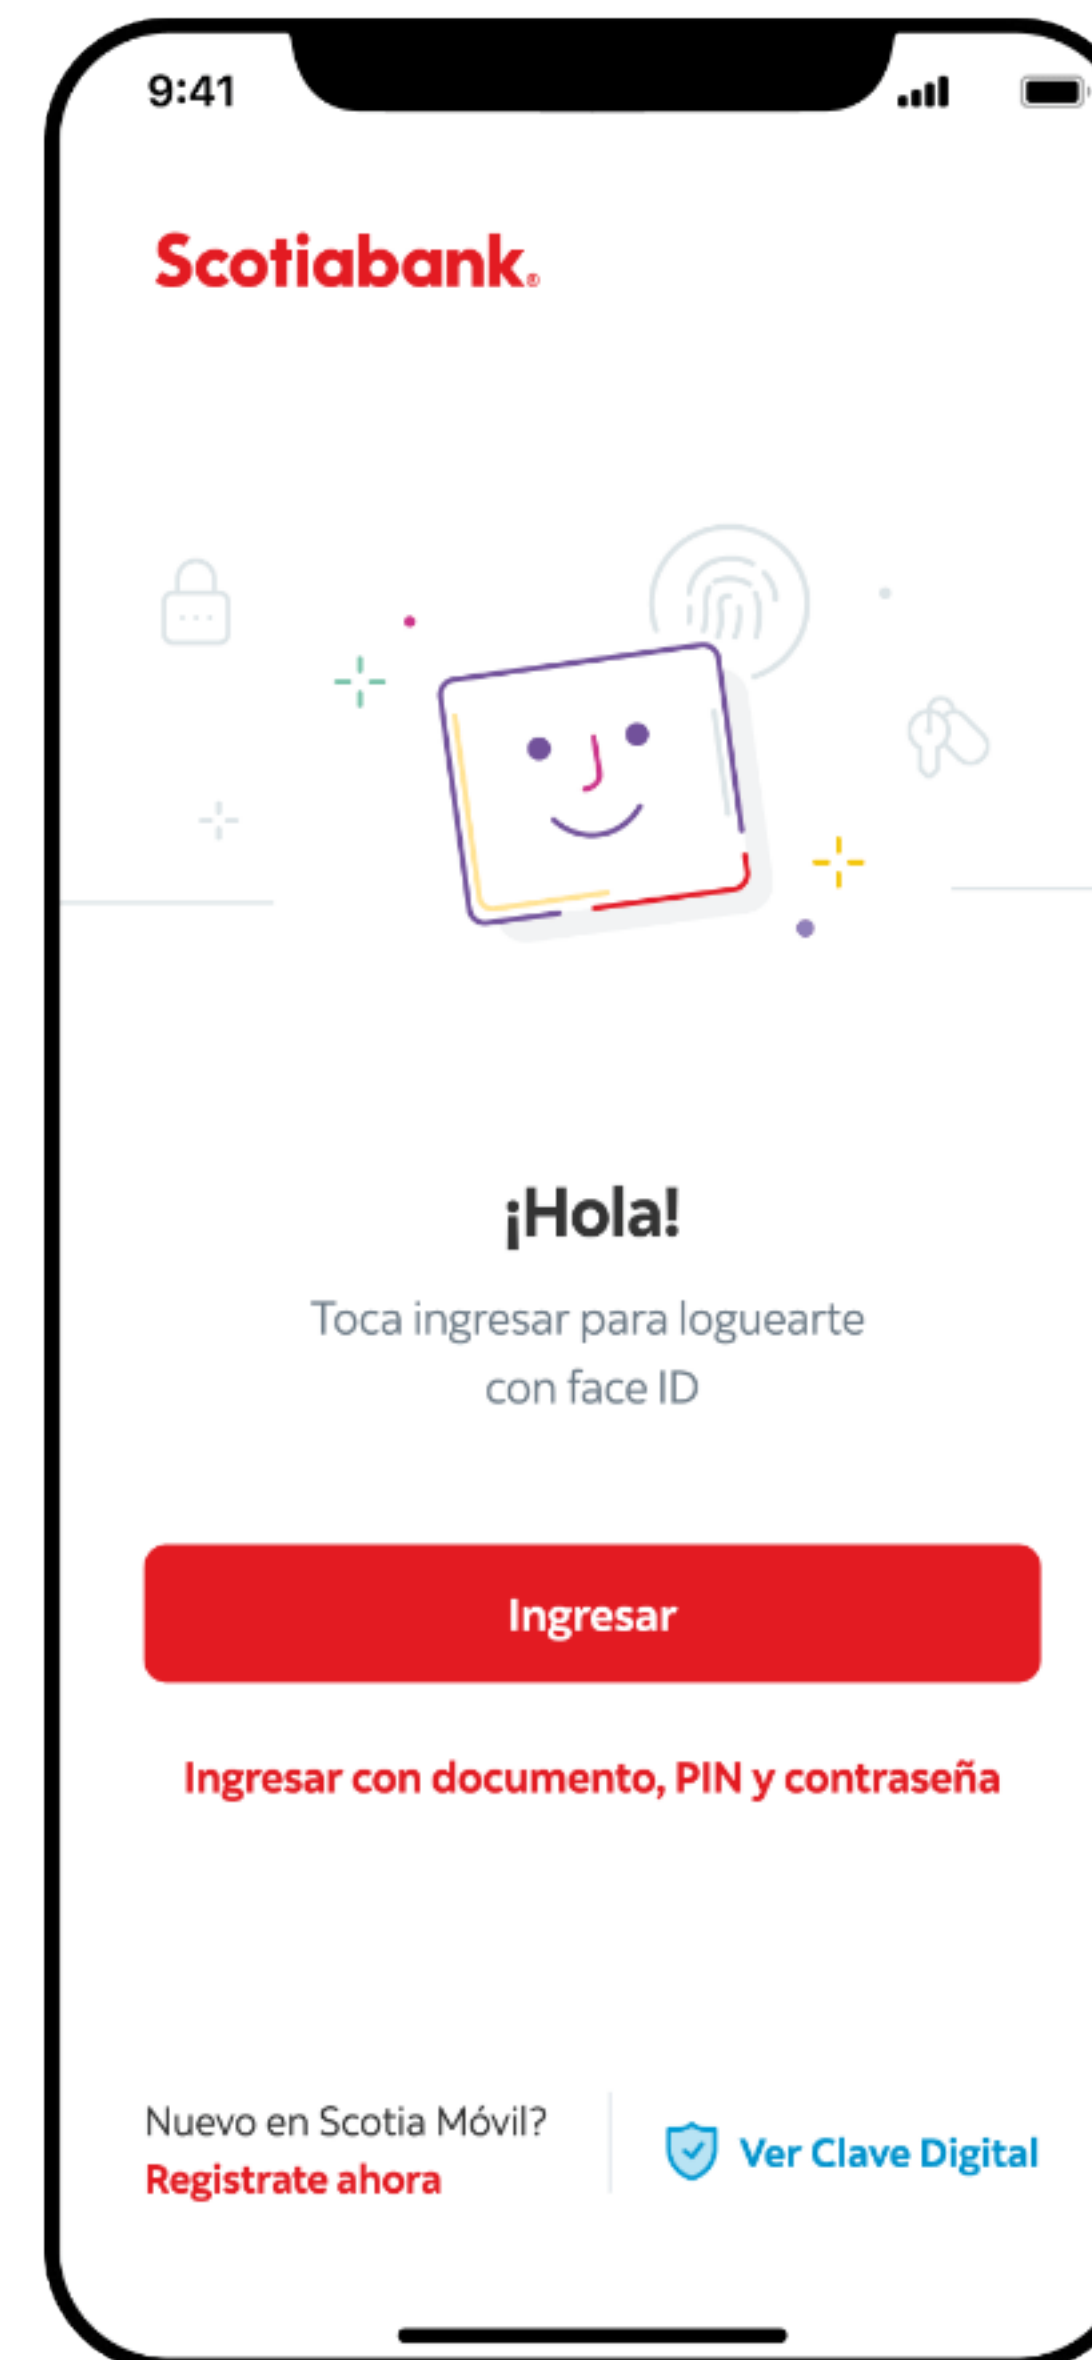 9:41
Scotiabank®
¡Hola!
Toca ingresar para loguearte
con face ID
Ingresar
Ingresar con documento, PIN y contraseña
Nuevo en Scotia Móvil?
Registrate ahora
Ver Clave Digital